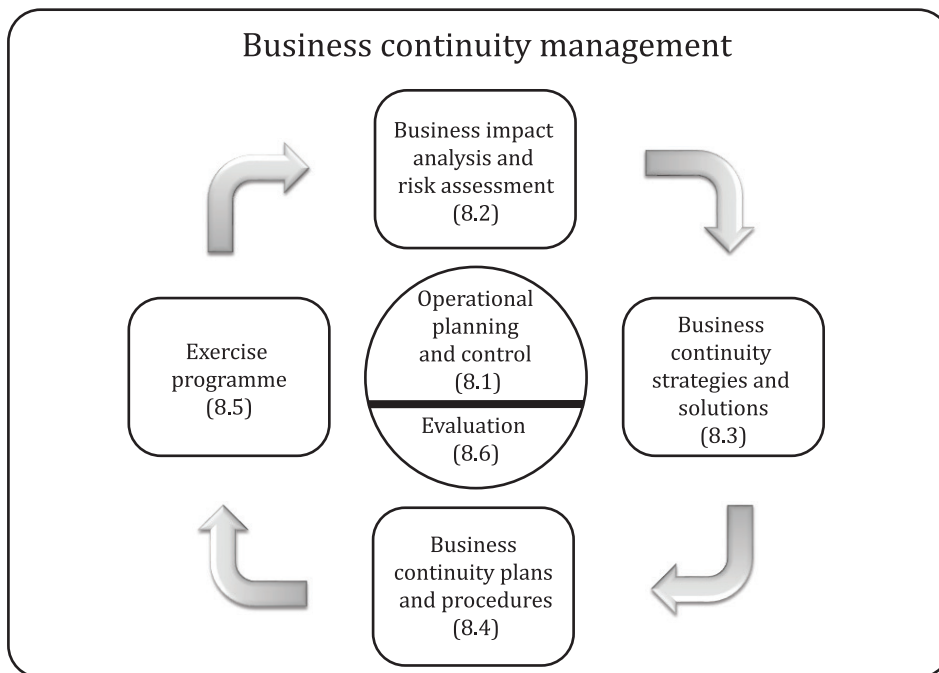 Business continuity management
Business impact
analysis and
risk assessment
(8.2)
Operational
planning
and control
(8.1)
Evaluation
(8.6)
Exercise
programme
(8.5)
Business
continuity
strategies and
solutions
(8.3)
Business
continuity plans
and procedures
(8.4)